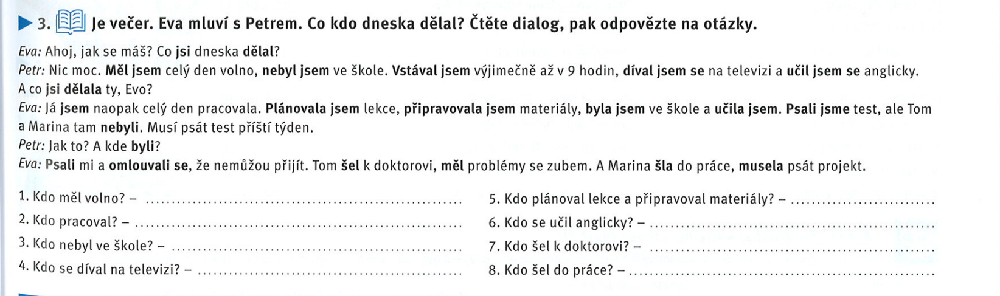 3. Je večer. Eva mluví s Petrem. Co kdo dneska dělal? Čtěte dialog, pak odpovězte na otázky.
Eva: Ahoj, jak se máš? Co jsi dneska dělal?
Petr: Nic moc. Měl jsem celý den volno, nebyl jsem ve škole. Vstával jsem výjimečně až v 9 hodin, díval jsem se na televizi a učil jsem se anglicky.
A co jsi dělala ty, Evo?
Eva: Já jsem naopak celý den pracovala. Plánovala jsem lekce, připravovala jsem materiály, byla jsem ve škole a učila jsem. Psali jsme test, ale Tom
a Marina tam nebyli. Musí psát test příští týden.
Petr: Jak to? A kde byli?
Eva: Psali mi a omlouvali se, že nemůžou přijít. Tom šel k doktorovi, měl problémy se zubem. A Marina šla do práce, musela psát projekt.
1. Kdo měl volno? – ..............................
2. Kdo pracoval? – ..............................
3. Kdo nebyl ve škole? – ..............................
4. Kdo se díval na televizi? – ..............................
5. Kdo plánoval lekce a připravoval materiály? – ..............................
6. Kdo se učil anglicky? – ..............................
7. Kdo šel k doktorovi? – ..............................
8. Kdo šel do práce? – ..............................